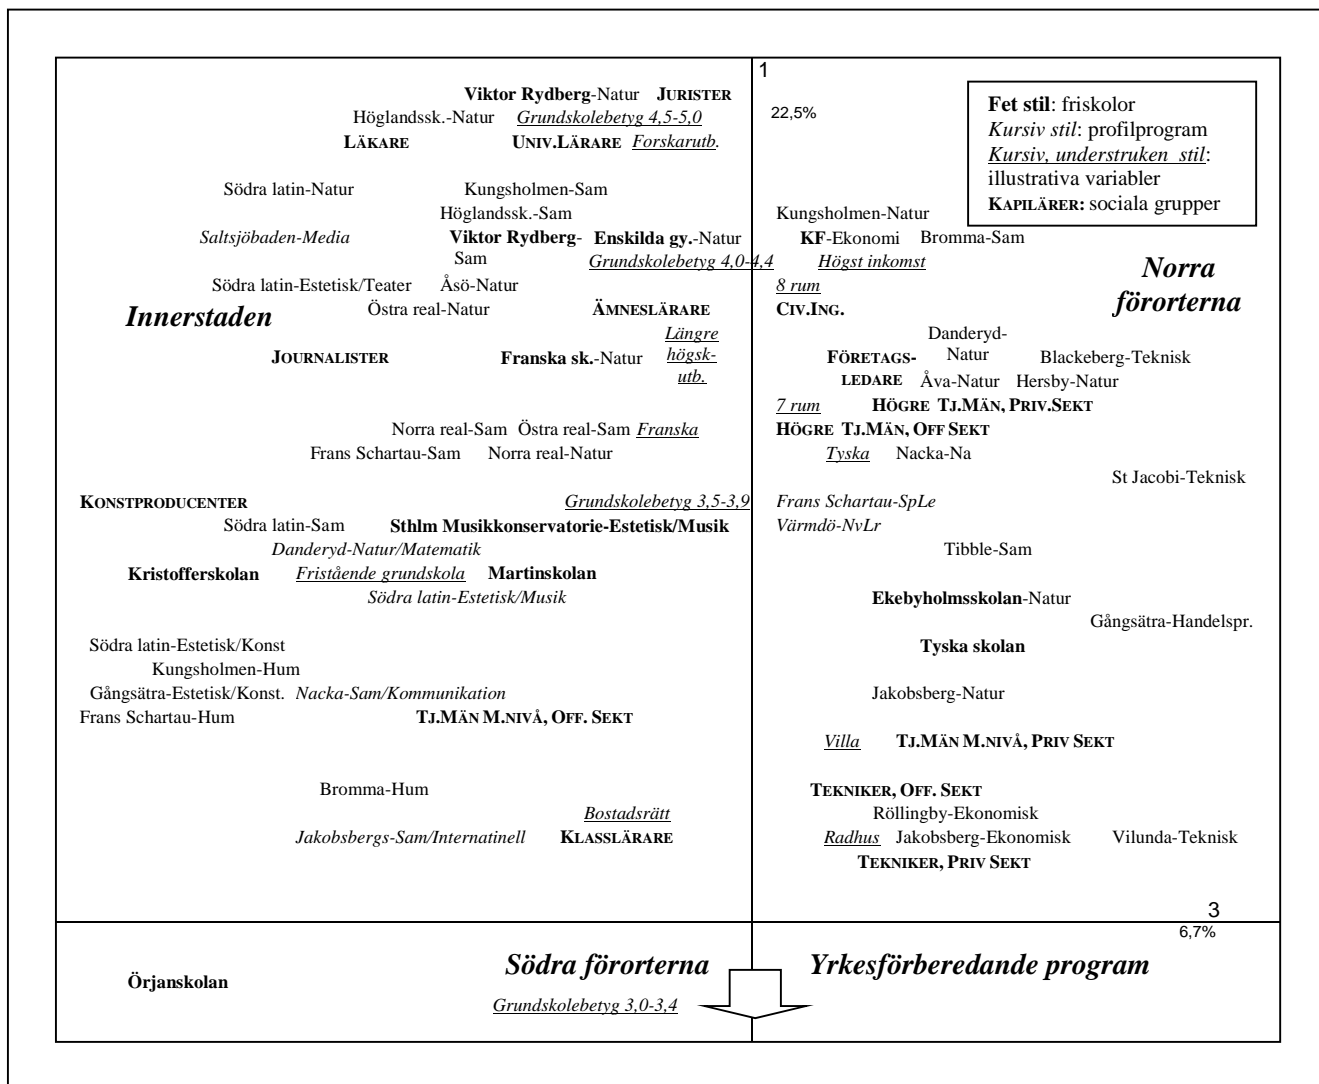 1
22,5%
Viktor Rydberg-Natur JURISTER
Höglandssk.-Natur Grundskolebetyg 4,5-5,0
LÄKARE UNIV.LÄRARE Forskarutb.
Fet stil: friskolor
Kursiv stil: profilprogram
Kursiv, understruken stil:
illustrativa variabler
KAPILÄRER: sociala grupper
Södra latin-Natur Kungsholmen-Sam
Höglandssk.-Sam Kungsholmen-Natur
Saltsjöbaden-Media Viktor Rydberg- Enskilda gy.-Natur KF-Ekonomi Bromma-Sam
Sam Grundskolebetyg 4,0-4,4 Högst inkomst
Norra
förorterna
Södra latin-Estetisk/Teater Åsö-Natur 8 rum
Innerstaden Östra real-Natur ÄMNESLÄRARE CIV.ING.
Längre
högsk-
utb.
JOURNALISTER Franska sk.-Natur
Danderyd-
Natur
FÖRETAGS-
LEDARE
Blackeberg-Teknisk
Åva-Natur Hersby-Natur
7 rum HÖGRE TJ.MÄN, PRIV.SEKT
Norra real-Sam Östra real-Sam Franska HÖGRE TJ.MÄN, OFF SEKT
Frans Schartau-Sam Norra real-Natur Tyska Nacka-Na
St Jacobi-Teknisk
KONSTPRODUCENTER Grundskolebetyg 3,5-3,9 Frans Schartau-SpLe
Södra latin-Sam Sthlm Musikkonservatorie-Estetisk/Musik Värmdö-NvLr
Danderyd-Natur/Matematik Tibble-Sam
Kristofferskolan Fristående grundskola Martinskolan
Södra latin-Estetisk/Musik Ekebyholmsskolan-Natur
Gångsätra-Handelspr.
Södra latin-Estetisk/Konst Tyska skolan
Kungsholmen-Hum
Gångsätra-Estetisk/Konst. Nacka-Sam/Kommunikation Jakobsberg-Natur
Frans Schartau-Hum TJ.MÄN M.NIVÅ, OFF. SEKT
Villa TJ.MÄN M.NIVÅ, PRIV SEKT
Bromma-Hum TEKNIKER, OFF. SEKT
Bostadsrätt Röllingby-Ekonomisk
Jakobsbergs-Sam/Internatinell KLASSLÄRARE Radhus Jakobsberg-Ekonomisk Vilunda-Teknisk
TEKNIKER, PRIV SEKT
3
6,7%
Södra förorterna Yrkesförberedande program
Örjanskolan
Grundskolebetyg 3,0-3,4